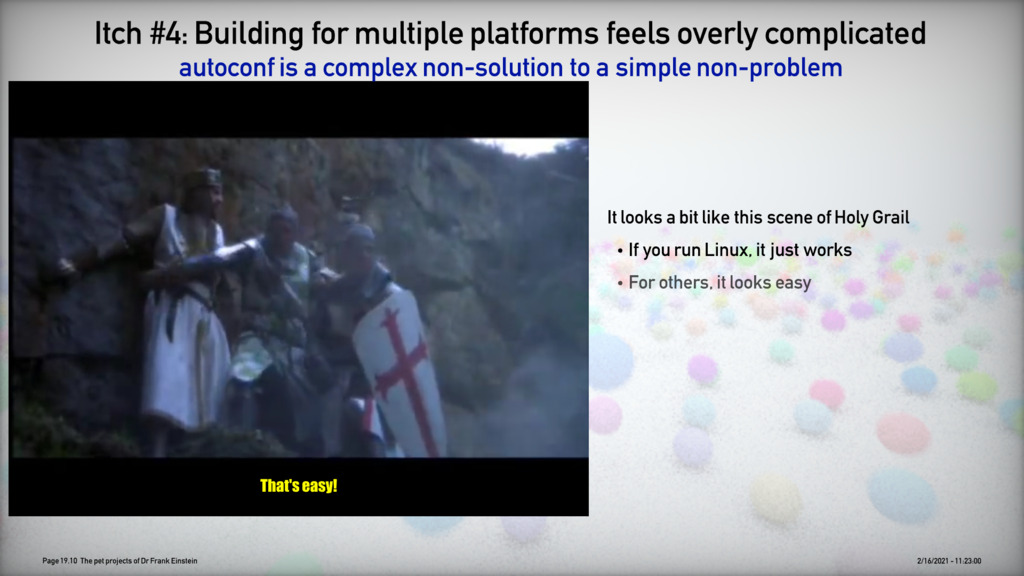 Itch #4: Building for multiple platforms feels overly complicated
autoconf is a complex non-solution to a simple non-problem
It looks a bit like this scene of Holy Grail
• If you run Linux, it just works
• For others, it looks easy
That's easy!
Page 19.10 The pet projects of Dr Frank Einstein
2/16/2021 - 11:23:00